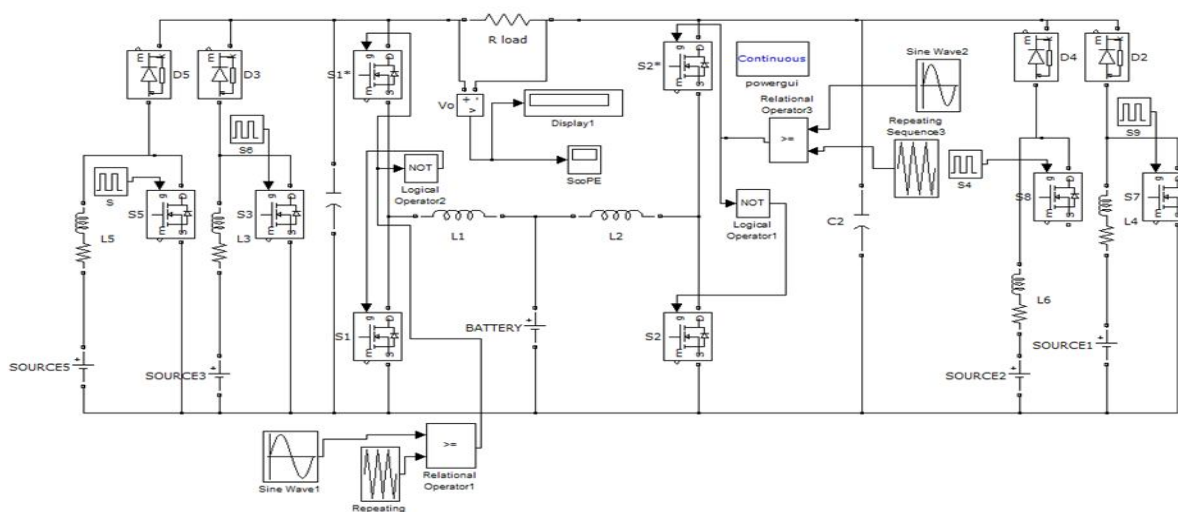 R load
D5
D3
S1*
S2*
Continuous
powergui
Sine Wave2
D4
D2
Vo
Display1
Relational
Operator3
Repeating
Sequence3
>=
S9
S6
S4
NOT
Logical
Operator2
ScoPE
S
S5
S3
NOT
Logical
Operator1
S8
S7
L5
L3
L1
L2
C2
L4
L6
S1
BATTERY
S2
SOURCE5
SOURCE3
SOURCE2
SOURCE1
>=
Sine Wave1
Relational
Operator1
Repeating